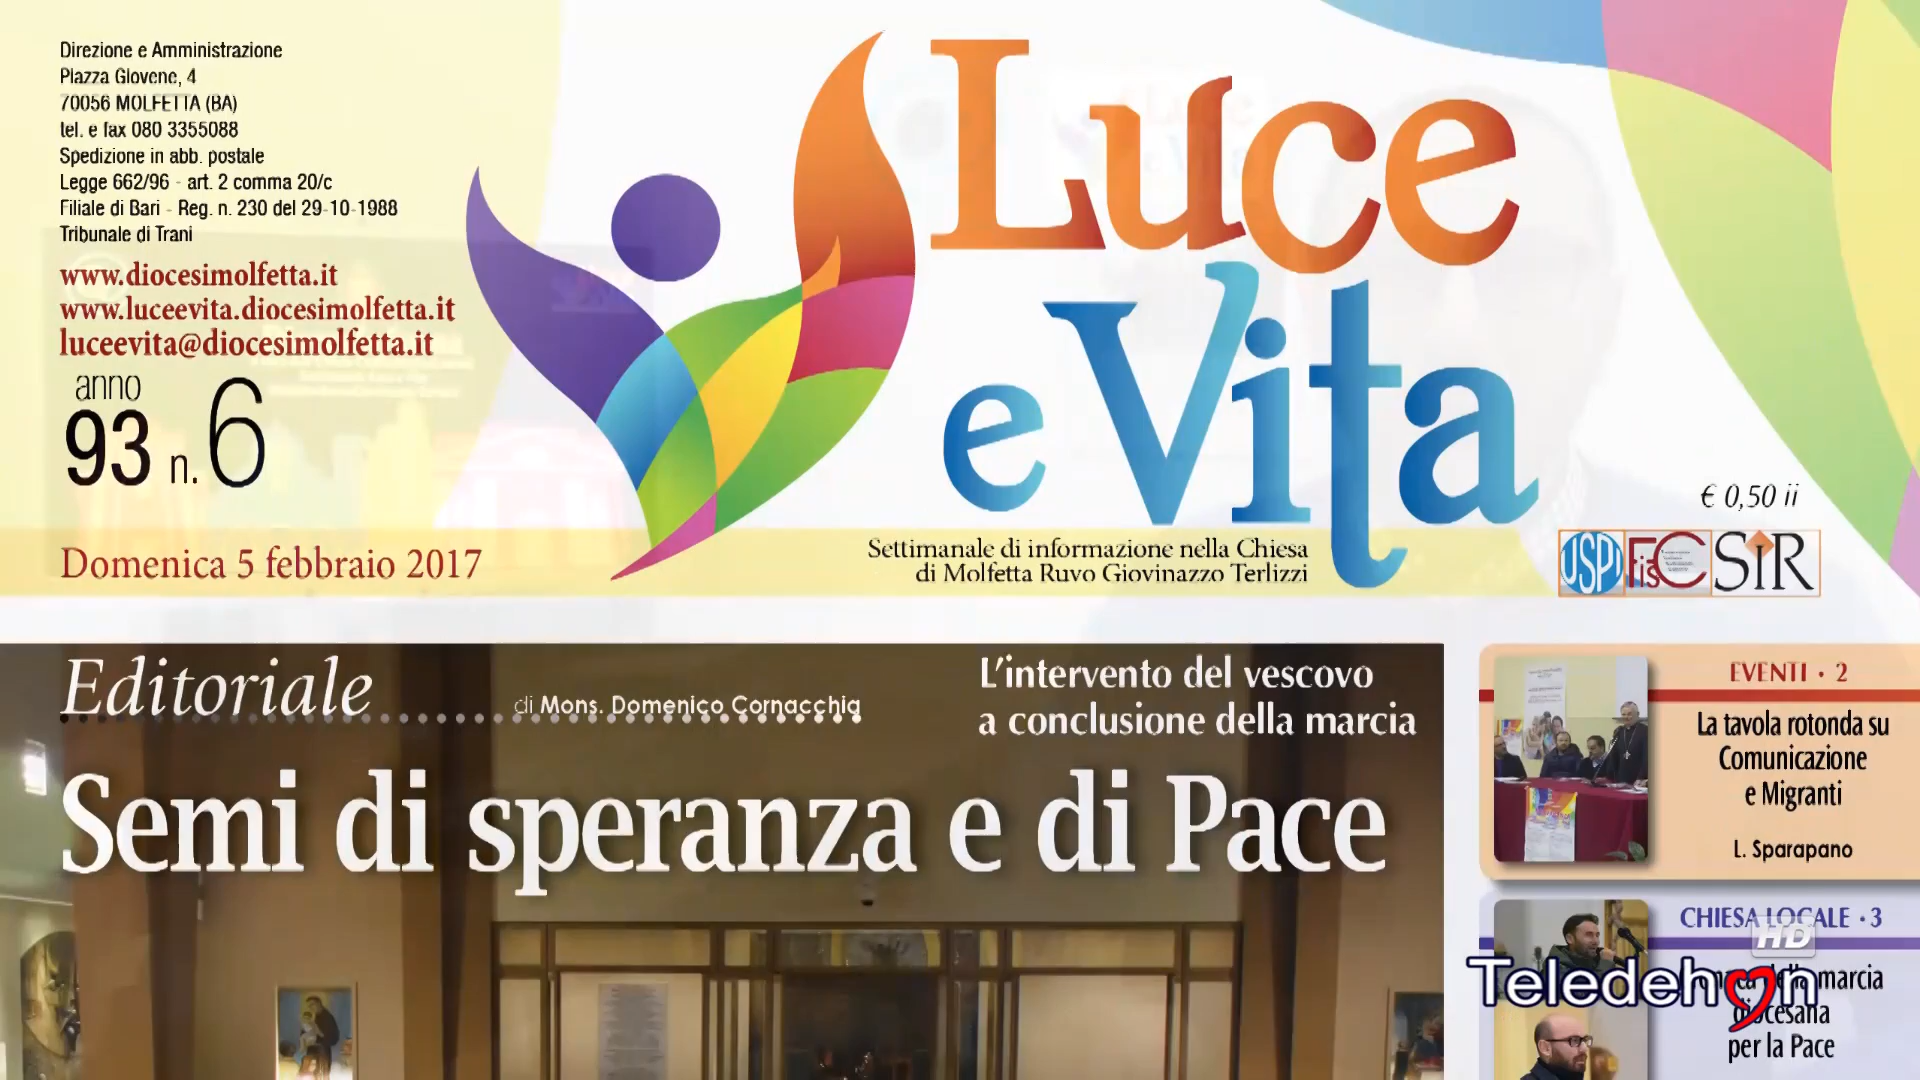 Direzione e Amministrazione
Piazza Giovene, 4
70056 MOLFETTA (BA)
tel. e fax 080 3355088
Spedizione in abb. postale
Legge 662/96 - art. 2 comma 20/c
Filiale di Bari - Reg. n. 230 del 29-10-1988
Tribunale di Trani
www.diocesimolfetta.it
www.luceevita.diocesimolfetta.it
luceevita@diocesimolfetta.it
anno
93 n. 6
Domenica 5 febbraio 2017
Luce
e Vita
Settimanale di informazione nella Chiesa
di Molfetta Ruvo Giovinazzo Terlizzi
€ 0,50 ii
USPI FisC SIR
Editoriale
di Mons. Domenico Cornacchia
L'intervento del vescovo
a conclusione della marcia
Semi di speranza e di Pace
EVENTI • 2
La tavola rotonda su
Comunicazione
e Migranti
L. Sparapano
CHIESA LOCALE • 3
della marcia
diocesana
per la Pace
HD
Teledehon